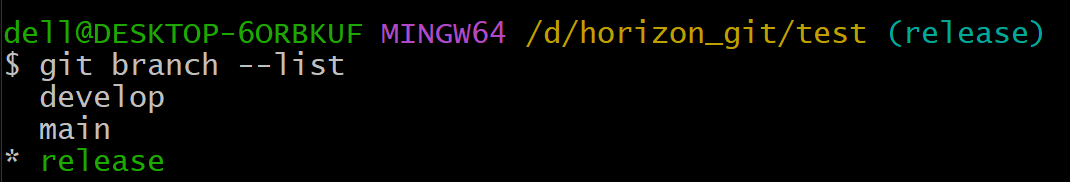 dell@DESKTOP-6ORBKUF MINGW64 /d/horizon_git/test (release)
$ git branch --list
  develop
  main
* release